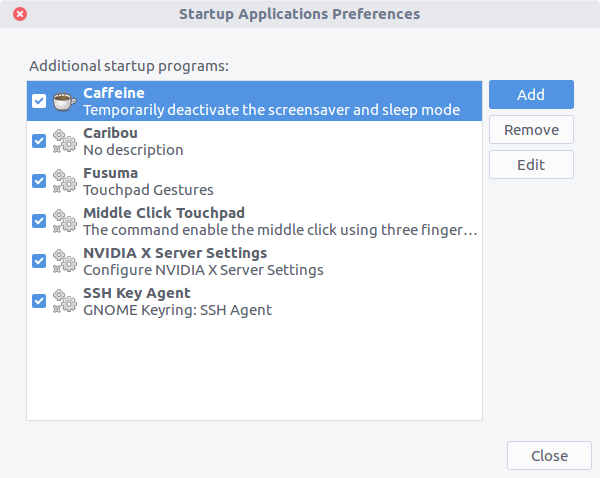 Startup Applications Preferences
Additional startup programs:
Caffeine
Temporarily deactivate the screensaver and sleep mode
Caribou
No description
Fusuma
Touchpad Gestures
Middle Click Touchpad
The command enable the middle click using three finger…
NVIDIA X Server Settings
Configure NVIDIA X Server Settings
SSH Key Agent
GNOME Keyring: SSH Agent
Add
Remove
Edit
Close